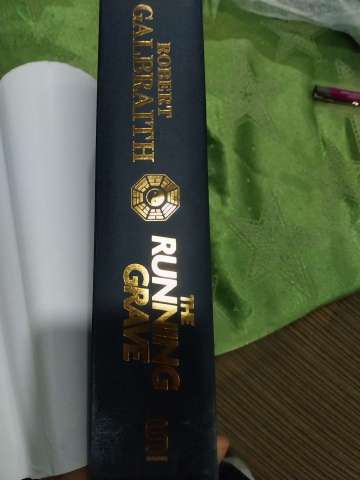 ROBERT
GALBRAITH
THE
RUNNING
GRAVE